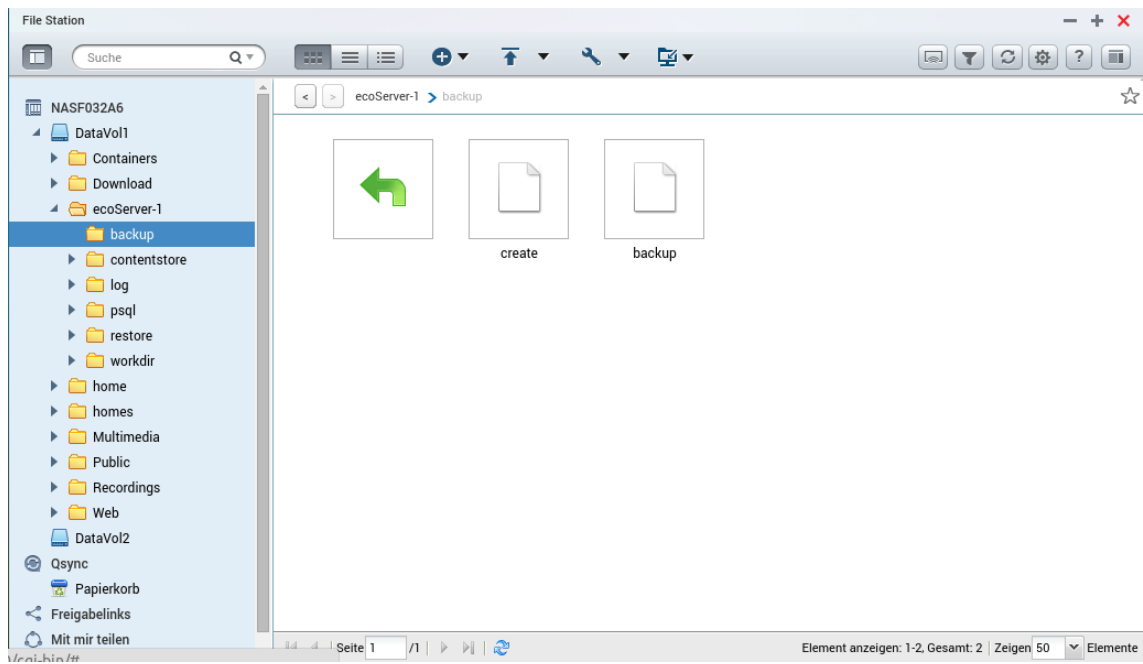 File Station
Suche
NASF032A6
DataVol1
Containers
Download
ecoServer-1
backup
contentstore
log
psql
restore
workdir
home
homes
Multimedia
Public
Recordings
Web
DataVol2
Qsync
Papierkorb
Freigabelinks
Mit mir teilen
ecoServer-1 backup
create backup
Seite 1 /1 Element anzeigen: 1-2, Gesamt: 2 Zeigen 50 Elemente